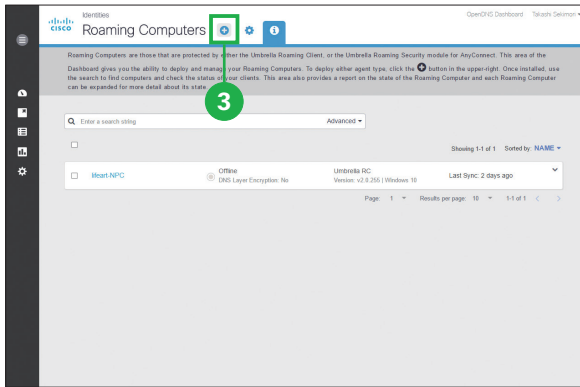 CISCO
Identities
Roaming Computers
OpenDNS Dashboard Takashi Sekimori
Roaming Computers are those that are protected by either the Umbrella Roaming Client, or the Umbrella Roaming Security module for AnyConnect. This area of the
Dashboard gives you the ability to deploy and manage your Roaming Computers. To deploy either agent type, click the button in the upper-right. Once installed, use
the search to find computers and check the status of your clients. This area also provides a report on the state of the Roaming Computer and each Roaming Computer
can be expanded for more detail about its state.
3
Enter a search string Advanced
Showing 1-1 of 1 Sorted by: NAME
Offline Umbrella RC
Last Sync: 2 days ago
DNS Layer Encryption: No Version: v2.0.255 | Windows 10
Page: 1 Results per page: 10 1-1 of 1